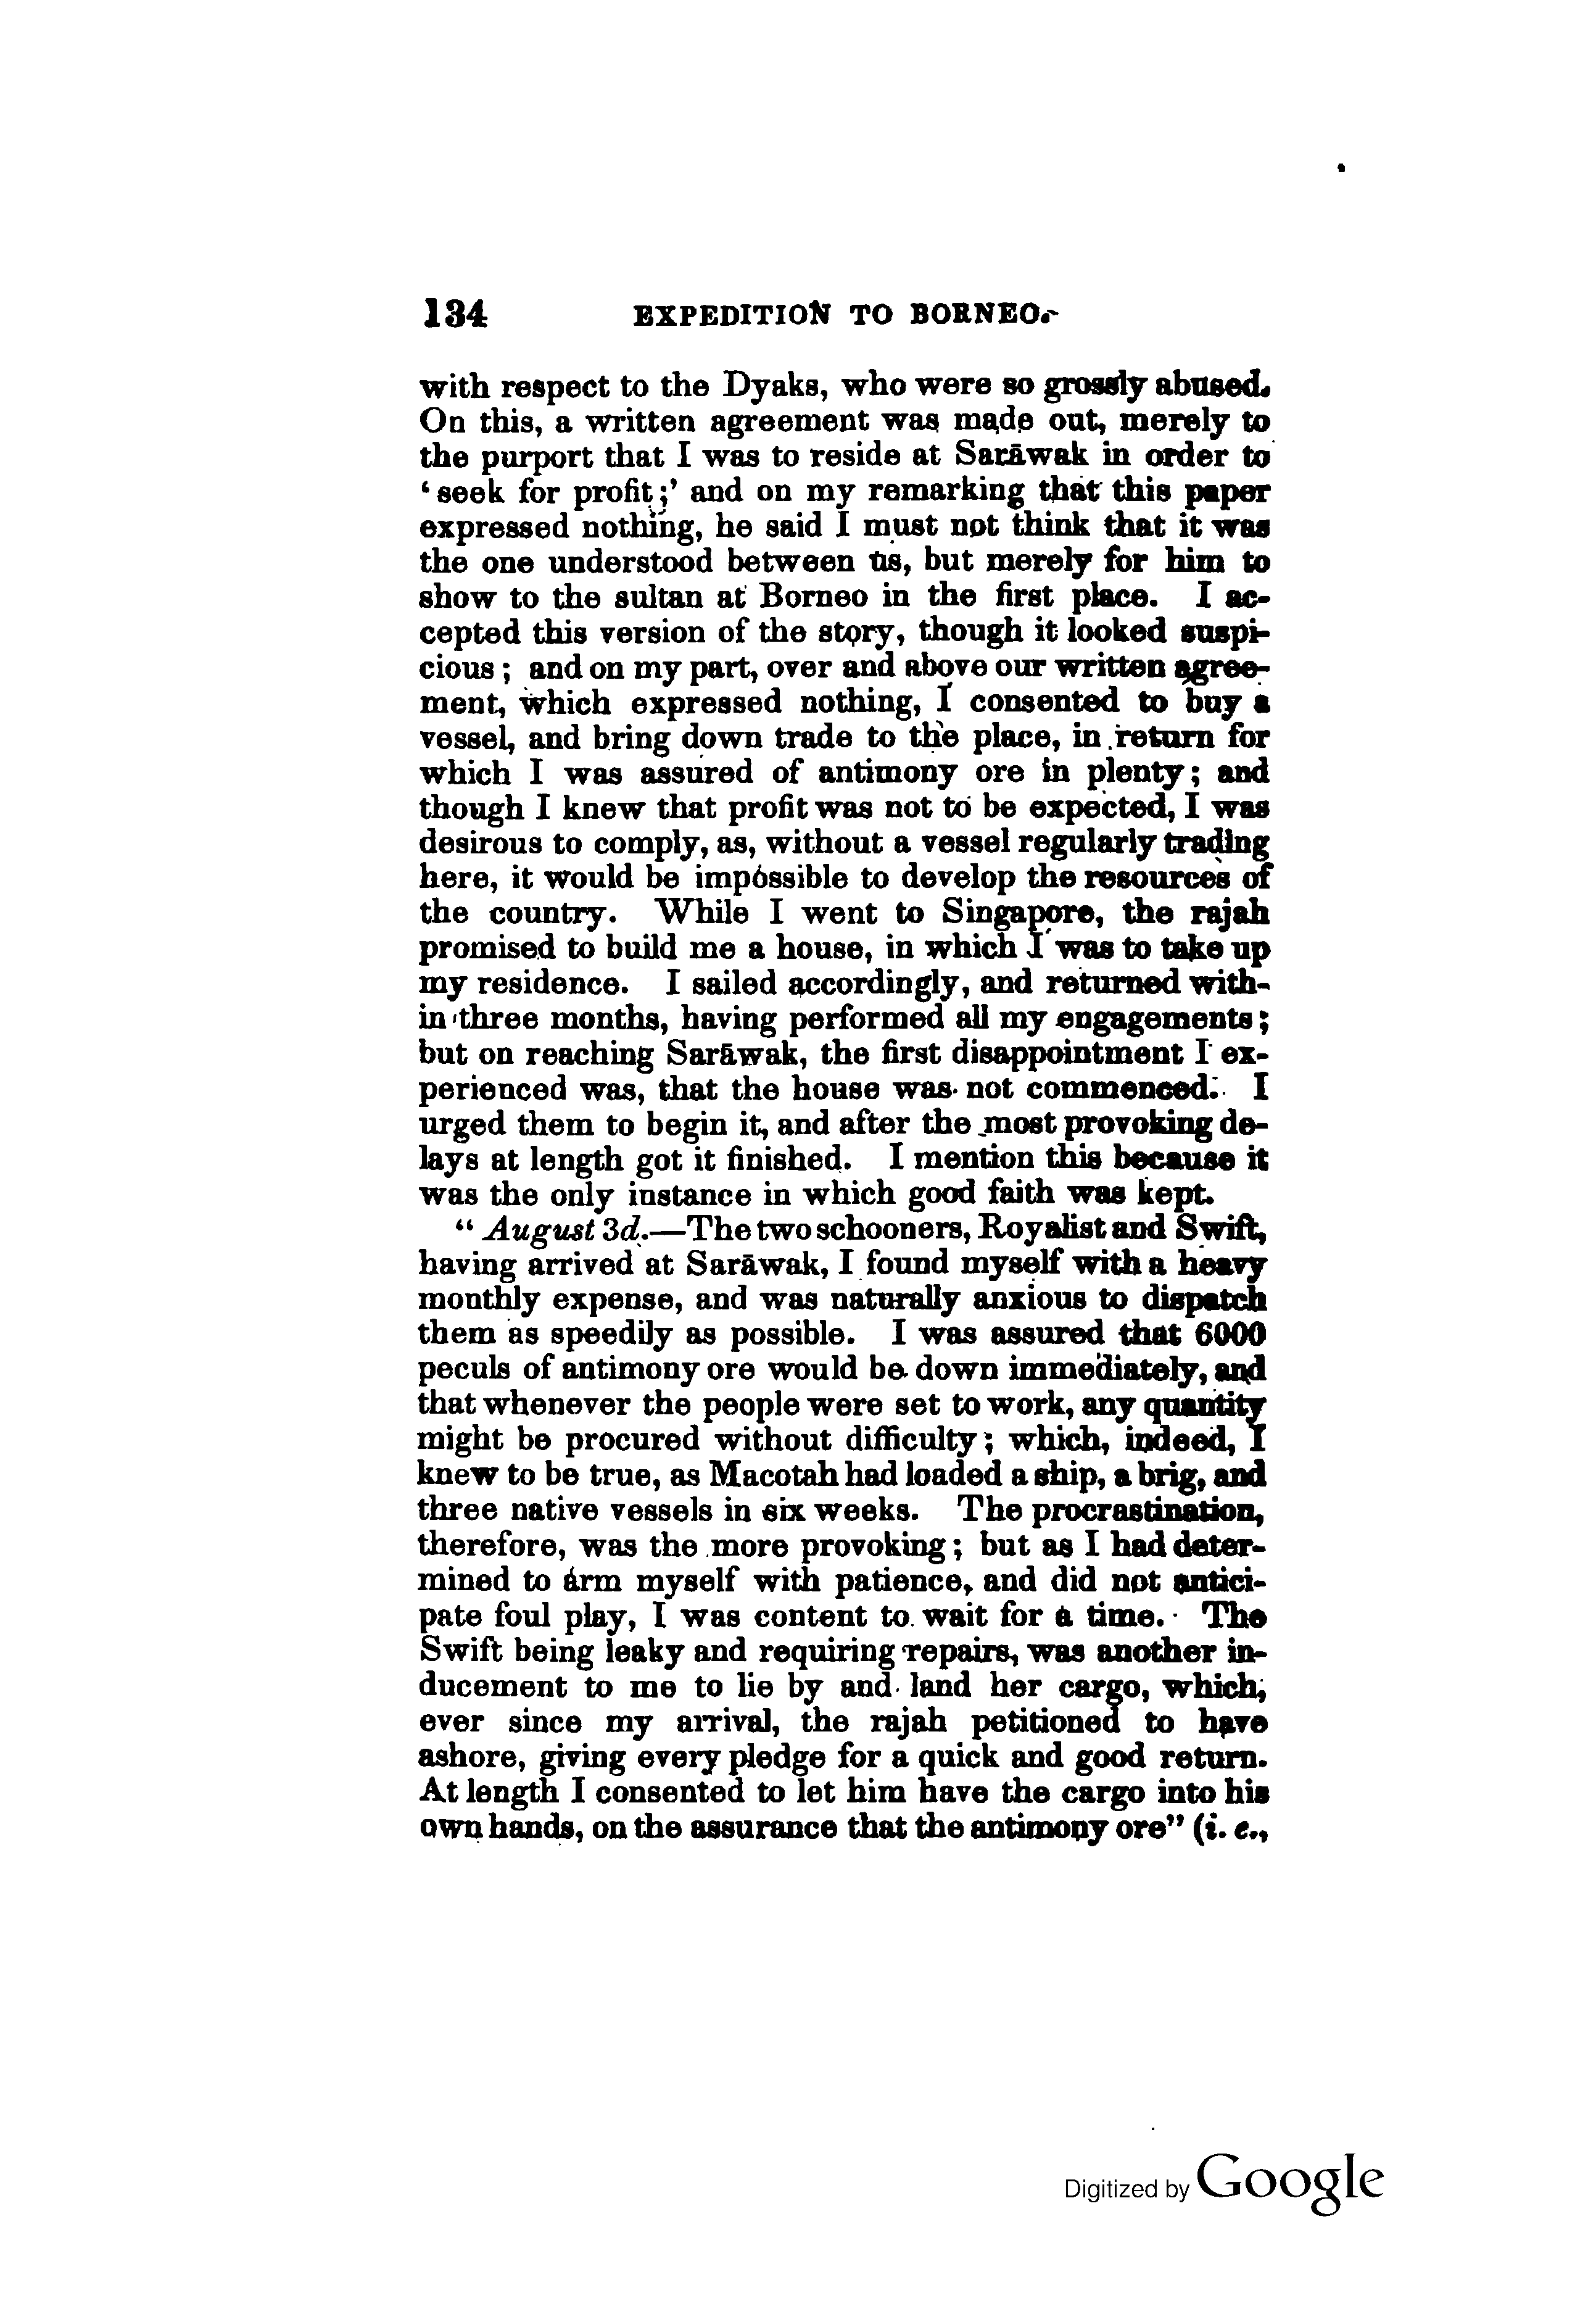 134 EXPEDITION TO BORNEO.
with respect to the Dyaks, who were so grossly abused.
On this, a written agreement was made out, merely to
the purport that I was to reside at Sarāwak in order to
‘seek for profit;’ and on my remarking that this paper
expressed nothing, he said I must not think that it was
the one understood between us, but merely for him to
show to the sultan at Borneo in the first place. I ac-
cepted this version of the story, though it looked suspi-
cious; and on my part, over and above our written agree-
ment, which expressed nothing, I consented to buy a
vessel, and bring down trade to the place, in return for
which I was assured of antimony ore in plenty; and
though I knew that profit was not to be expected, I was
desirous to comply, as, without a vessel regularly trading
here, it would be impossible to develop the resources of
the country. While I went to Singapore, the rajah
promised to build me a house, in which I was to take up
my residence. I sailed accordingly, and returned with-
in three months, having performed all my engagements;
but on reaching Sarāwak, the first disappointment I ex-
perienced was, that the house was not commenced. I
urged them to begin it, and after the most provoking de-
lays at length got it finished. I mention this because it
was the only instance in which good faith was kept.
“August 3d.—The two schooners, Royalist and Swift,
having arrived at Sarāwak, I found myself with a heavy
monthly expense, and was naturally anxious to dispatch
them as speedily as possible. I was assured that 6000
peculs of antimony ore would be down immediately, and
that whenever the people were set to work, any quantity
might be procured without difficulty; which, indeed, I
knew to be true, as Macotah had loaded a ship, a brig, and
three native vessels in six weeks. The procrastination,
therefore, was the more provoking; but as I had deter-
mined to arm myself with patience, and did not antici-
pate foul play, I was content to wait for a time. The
Swift being leaky and requiring repairs, was another in-
ducement to me to lie by and land her cargo, which,
ever since my arrival, the rajah petitioned to have
ashore, giving every pledge for a quick and good return.
At length I consented to let him have the cargo into his
own hands, on the assurance that the antimony ore” (i. e.,
Digitized by Google